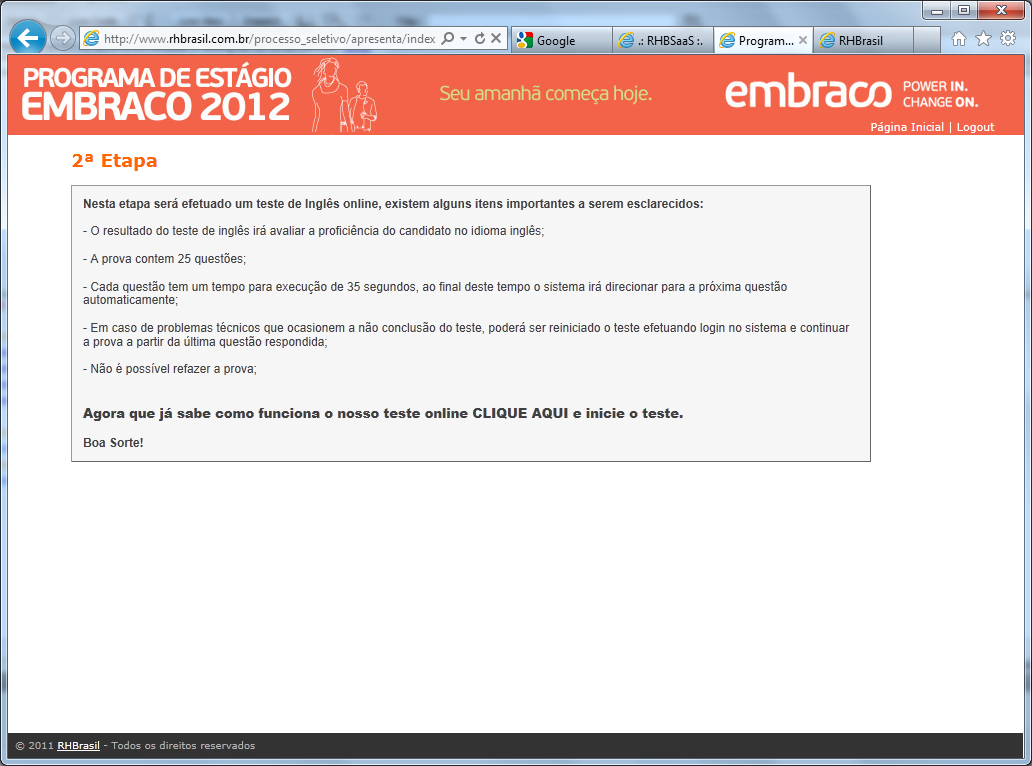 http://www.rhbrasil.com.br/processo_seletivo/apresenta/index
Google
.: RHBSaaS :.
Program...
RHBrasil
PROGRAMA DE ESTÁGIO
EMBRACO 2012
Seu amanhã começa hoje.
embraco
POWER IN.
CHANGE ON.
Página Inicial | Logout
2ª Etapa
Nesta etapa será efetuado um teste de Inglês online, existem alguns itens importantes a serem esclarecidos:
- O resultado do teste de inglês irá avaliar a proficiência do candidato no idioma inglês;
- A prova contem 25 questões;
- Cada questão tem um tempo para execução de 35 segundos, ao final deste tempo o sistema irá direcionar para a próxima questão
automaticamente;
- Em caso de problemas técnicos que ocasionem a não conclusão do teste, poderá ser reiniciado o teste efetuando login no sistema e continuar
a prova a partir da última questão respondida;
- Não é possível refazer a prova;
Agora que já sabe como funciona o nosso teste online CLIQUE AQUI e inicie o teste.
Boa Sorte!
© 2011 RHBrasil - Todos os direitos reservados